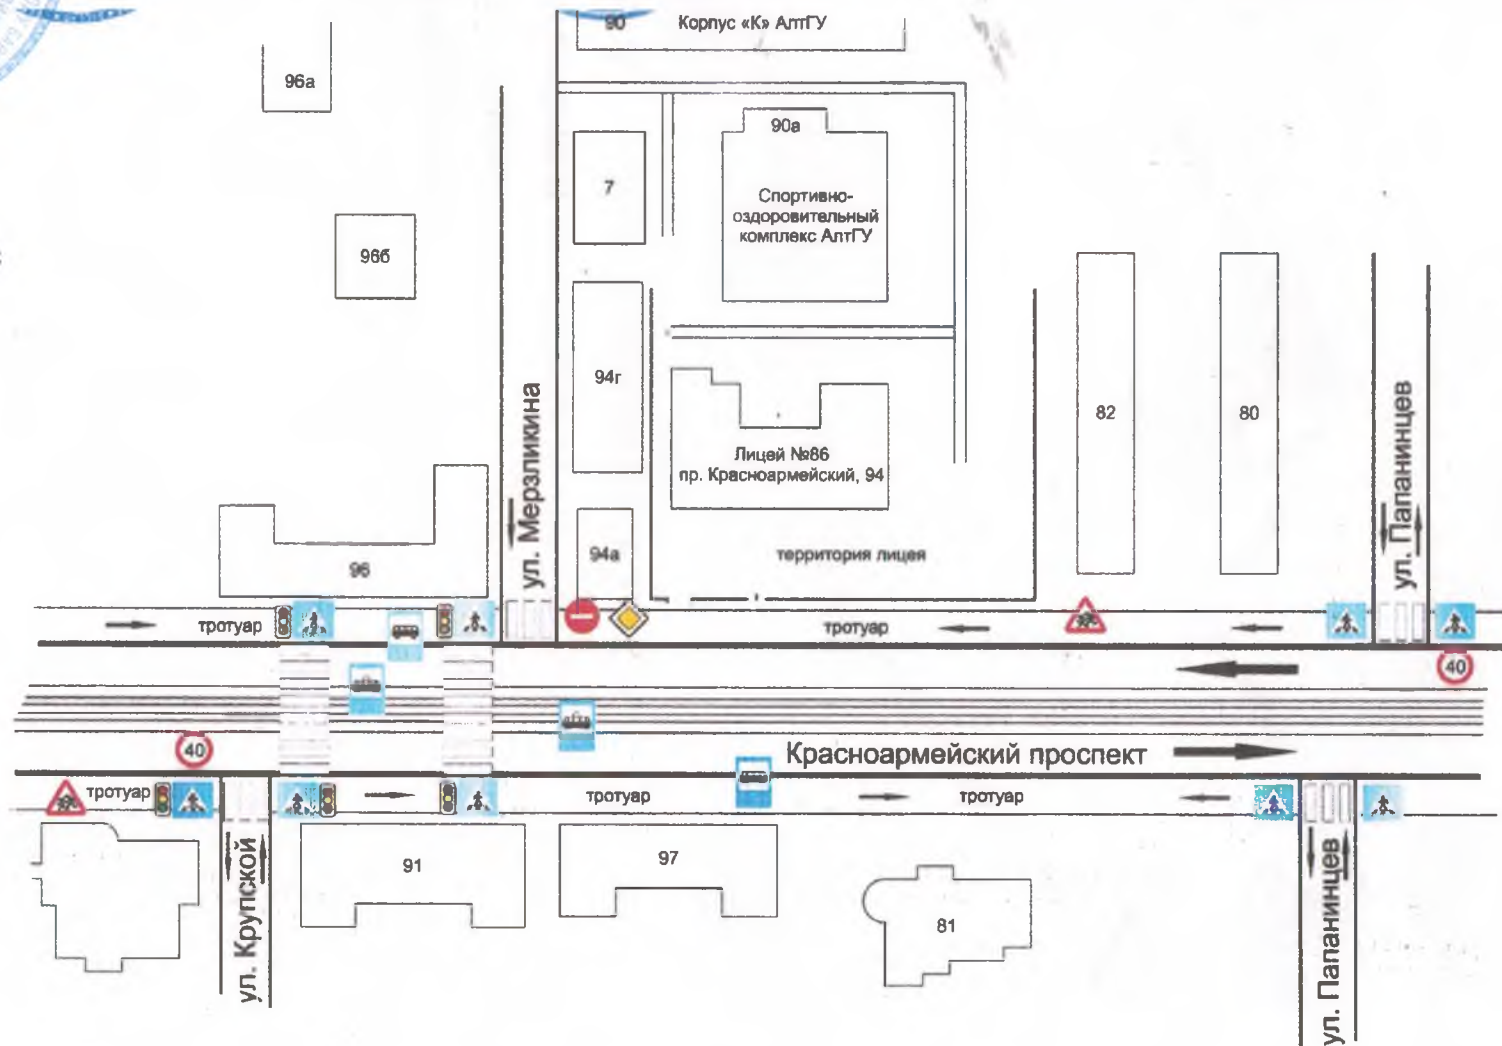 90
Корпус «К» АлтГУ
96а
90а
7
Спортивно-
оздоровительный
комплекс АлтГУ
96б
94г
ул. Мерзликина
82
80
ул. Папанинцев
Лицей №86
пр. Красноармейский, 94
94а
территория лицея
96
тротуар
тротуар
40
40
Красноармейский проспект
тротуар
тротуар
тротуар
ул. Крупской
91
97
81
ул. Папанинцев